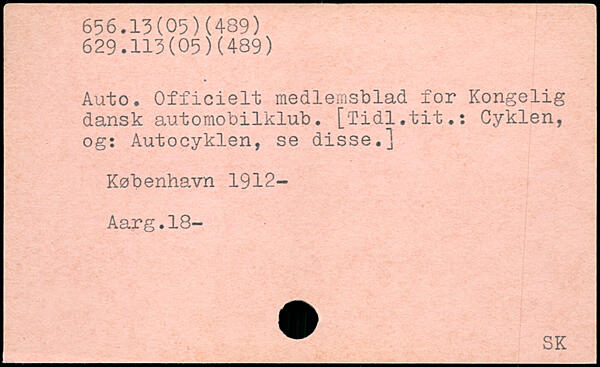 656.13(05)(489)
629.113(05)(489)
Auto. Officielt medlemsblad for Kongelig
dansk automobilklub. [Tidl.tit.: Cyklen,
og: Autocyklen, se disse.]
København 1912-
Aarg.18-
SK